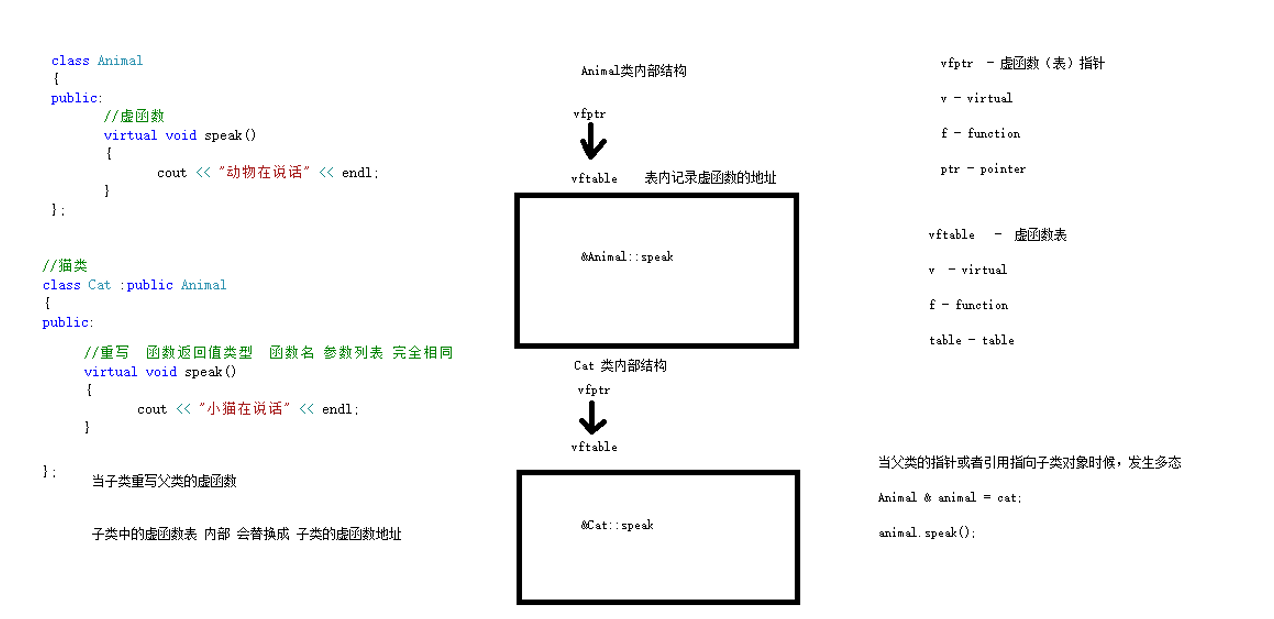 class Animal
{
public:
//虚函数
virtual void speak()
{
cout << "动物在说话" << endl;
}
};
//猫类
class Cat :public Animal
{
public:
//重写 函数返回值类型 函数名 参数列表 完全相同
virtual void speak()
{
cout << "小猫在说话" << endl;
}
};
当子类重写父类的虚函数
子类中的虚函数表 内部 会替换成 子类的虚函数地址
Animal类内部结构
vfptr
vftable 表内记录虚函数的地址
&Animal::speak
Cat 类内部结构
vfptr
vftable
&Cat::speak
vfptr - 虚函数（表）指针
v - virtual
f - function
ptr - pointer
vftable - 虚函数表
v - virtual
f - function
table - table
当父类的指针或者引用指向子类对象时候，发生多态
Animal & animal = cat;
animal.speak();